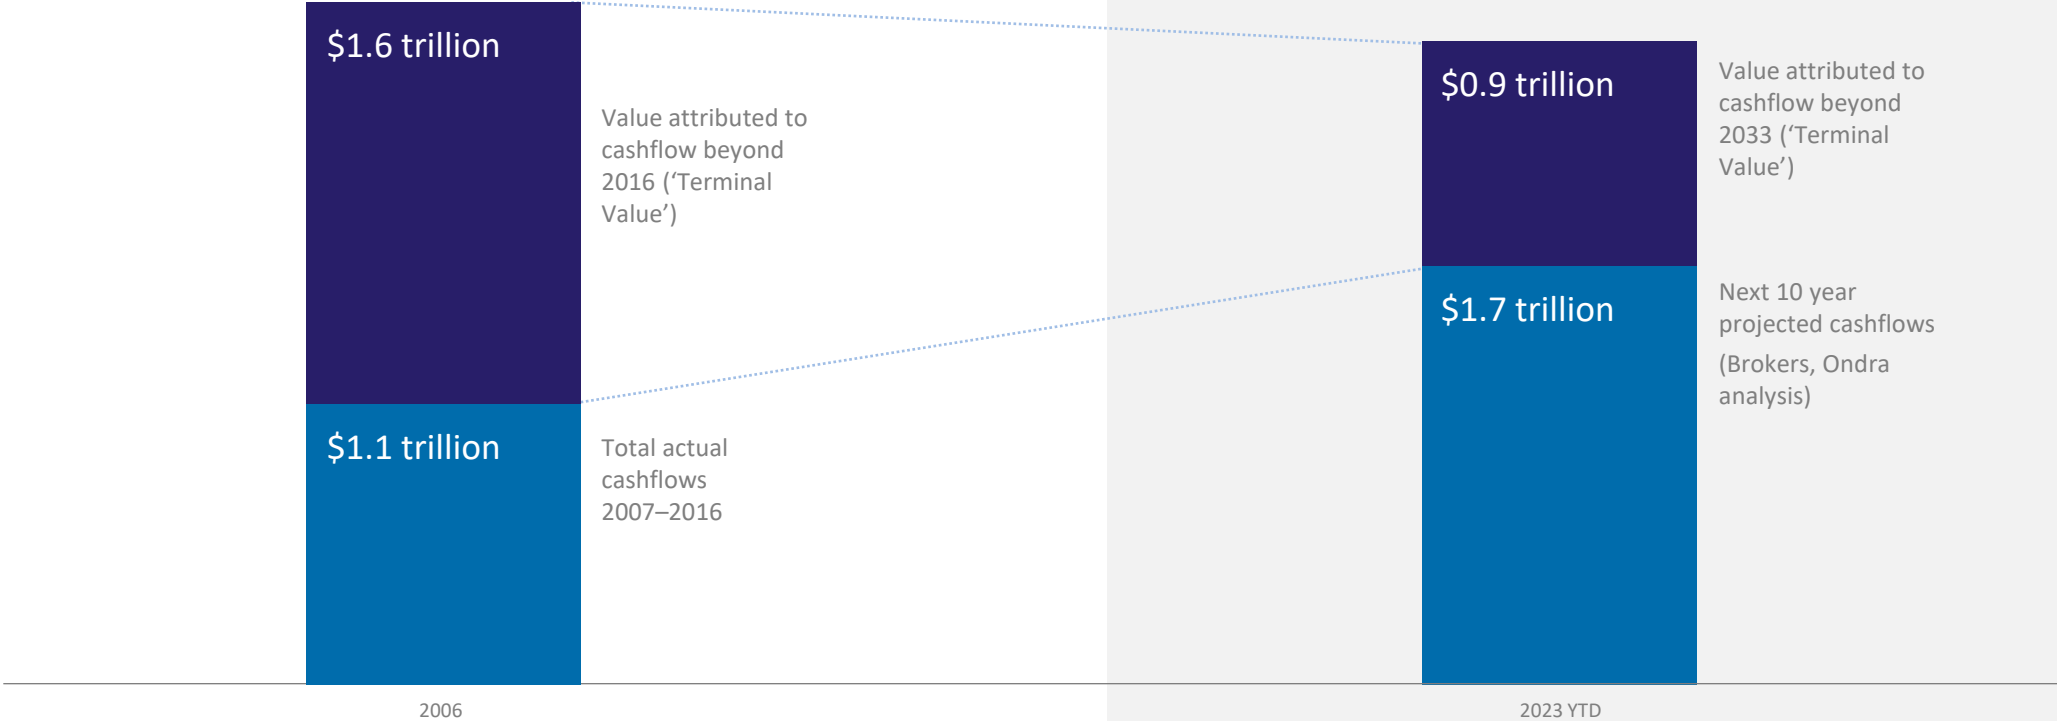 $1.6 trillion
Value attributed to
cashflow beyond
2016 (‘Terminal
Value’)
$1.1 trillion
Total actual
cashflows
2007–2016
2006
$0.9 trillion
Value attributed to
cashflow beyond
2033 (‘Terminal
Value’)
$1.7 trillion
Next 10 year
projected cashflows
(Brokers, Ondra
analysis)
2023 YTD